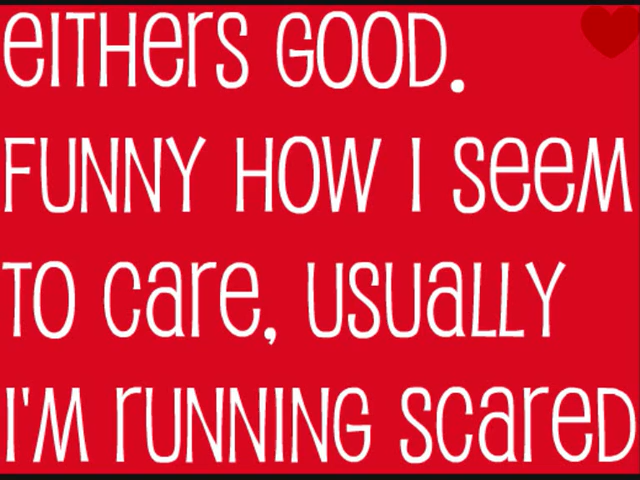 eiTHerS GOOD.
FUNNY HOW I Seem
TO Care, USUaLLY
I'M rUNNING SCareD